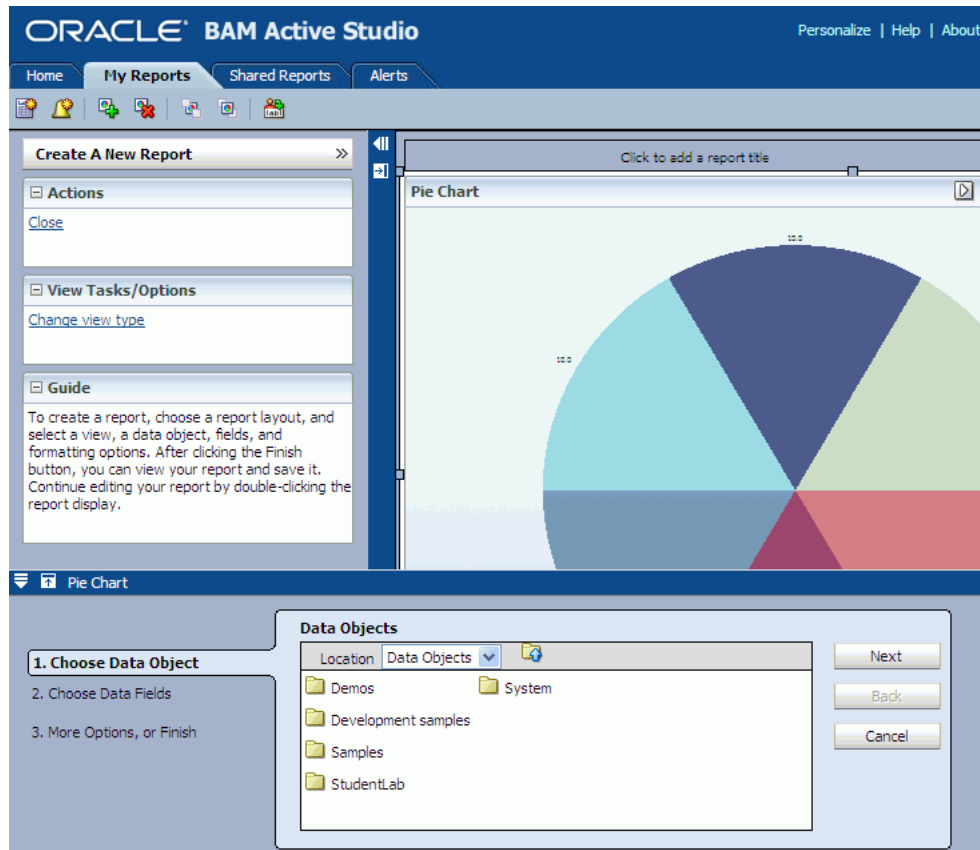 ORACLE BAM Active Studio
Personalize | Help | About
Home
My Reports
Shared Reports
Alerts
Create A New Report
Actions
Close
View Tasks/Options
Change view type
Guide
To create a report, choose a report layout, and
select a view, a data object, fields, and
formatting options. After clicking the Finish
button, you can view your report and save it.
Continue editing your report by double-clicking the
report display.
Click to add a report title
Pie Chart
10.0
10.0
Pie Chart
1. Choose Data Object
2. Choose Data Fields
3. More Options, or Finish
Data Objects
Location Data Objects
Demos
System
Development samples
Samples
StudentLab
Next
Back
Cancel